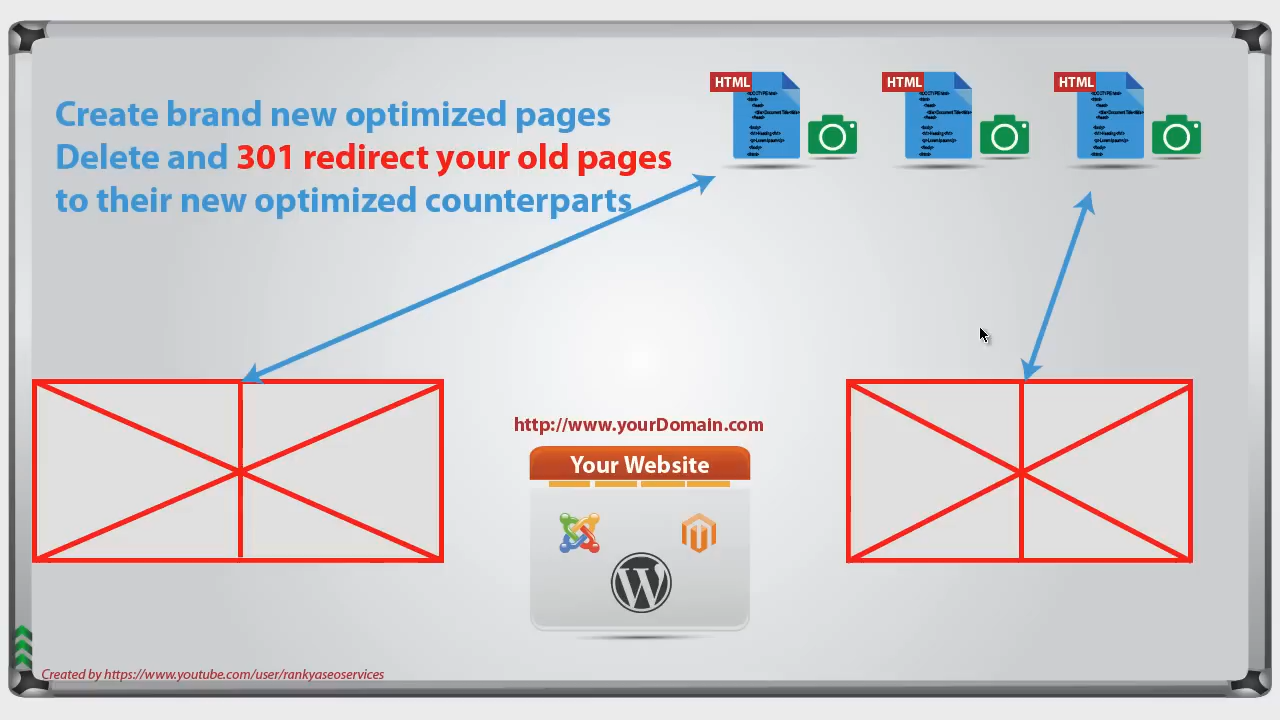 Create brand new optimized pages
Delete and 301 redirect your old pages
to their new optimized counterparts
HTML
HTML
HTML
http://www.yourDomain.com
Your Website
Created by https://www.youtube.com/user/rankyaseoservices